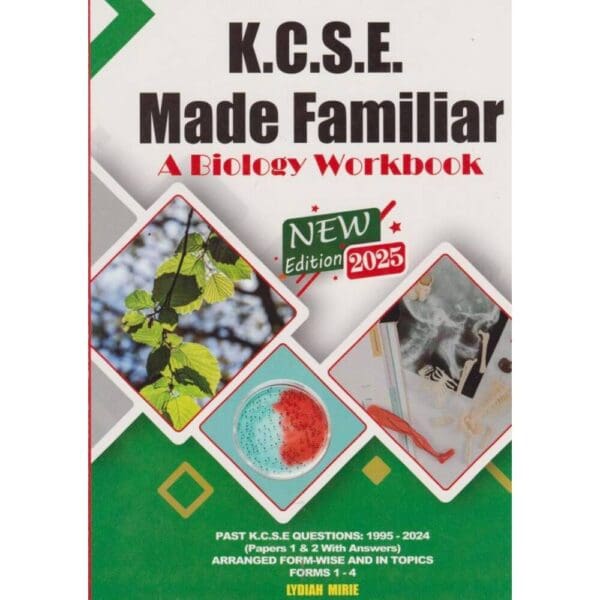 K.C.S.E.
Made Familiar
A Biology Workbook
NEW
Edition 2025
PAST K.C.S.E QUESTIONS: 1995 - 2024
(Papers 1 & 2 With Answers)
ARRANGED FORM-WISE AND IN TOPICS
FORMS 1 - 4
LYDIAH MIRIE